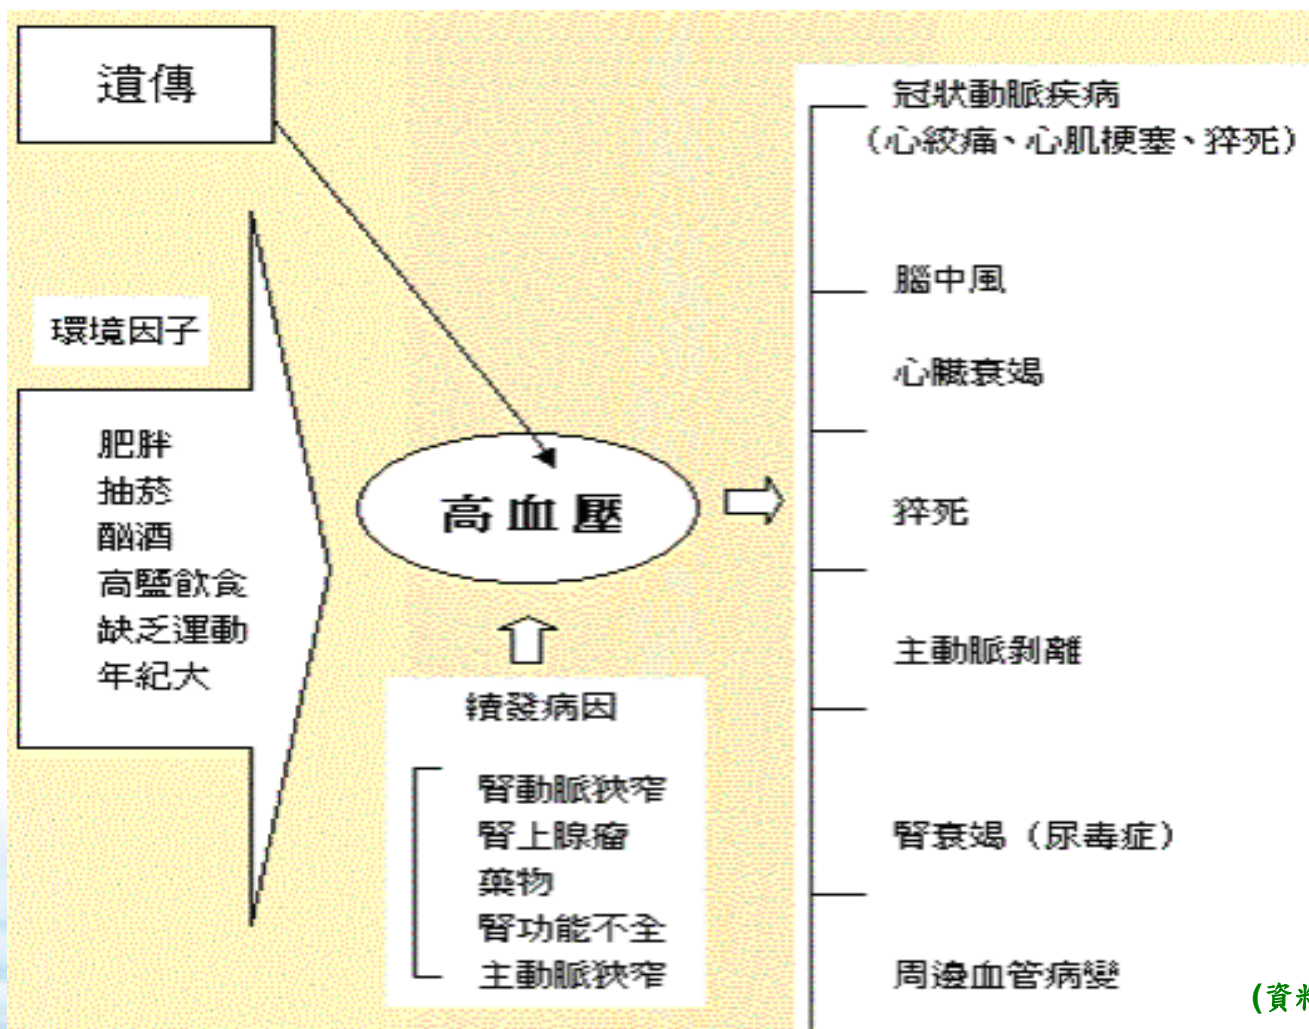 遺傳
環境因子
肥胖
抽菸
酗酒
高鹽飲食
缺乏運動
年紀大
高血壓
續發病因
腎動脈狹窄
腎上腺瘤
藥物
腎功能不全
主動脈狹窄
冠狀動脈疾病
（心絞痛、心肌梗塞、猝死）
腦中風
心臟衰竭
猝死
主動脈剝離
腎衰竭（尿毒症）
周邊血管病變
(資料